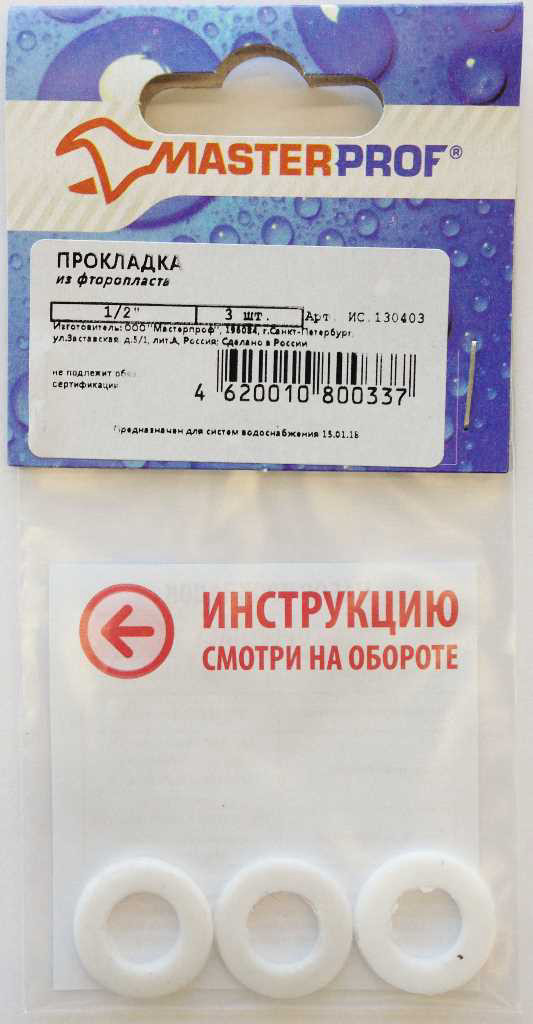 MASTERPROF®
ПРОКЛАДКА
из фторопласта
1/2" 3 шт. Арт. ИС.130403
Изготовитель: ООО "Мастерпроф", 196084, г.Санкт-Петербург,
ул.Заставская, д.5/1, лит.А, Россия; Сделано в России
не подлежит обяз.
сертификации
4 620010 800337
Предназначен для систем водоснабжения 15.01.18
ИНСТРУКЦИЮ
СМОТРИ НА ОБОРОТЕ